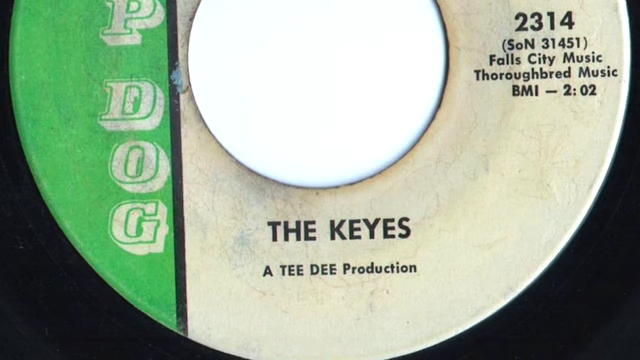 P DOG
2314
(SoN 31451)
Falls City Music
Thoroughbred Music
BMI — 2:02
THE KEYES
A TEE DEE Production